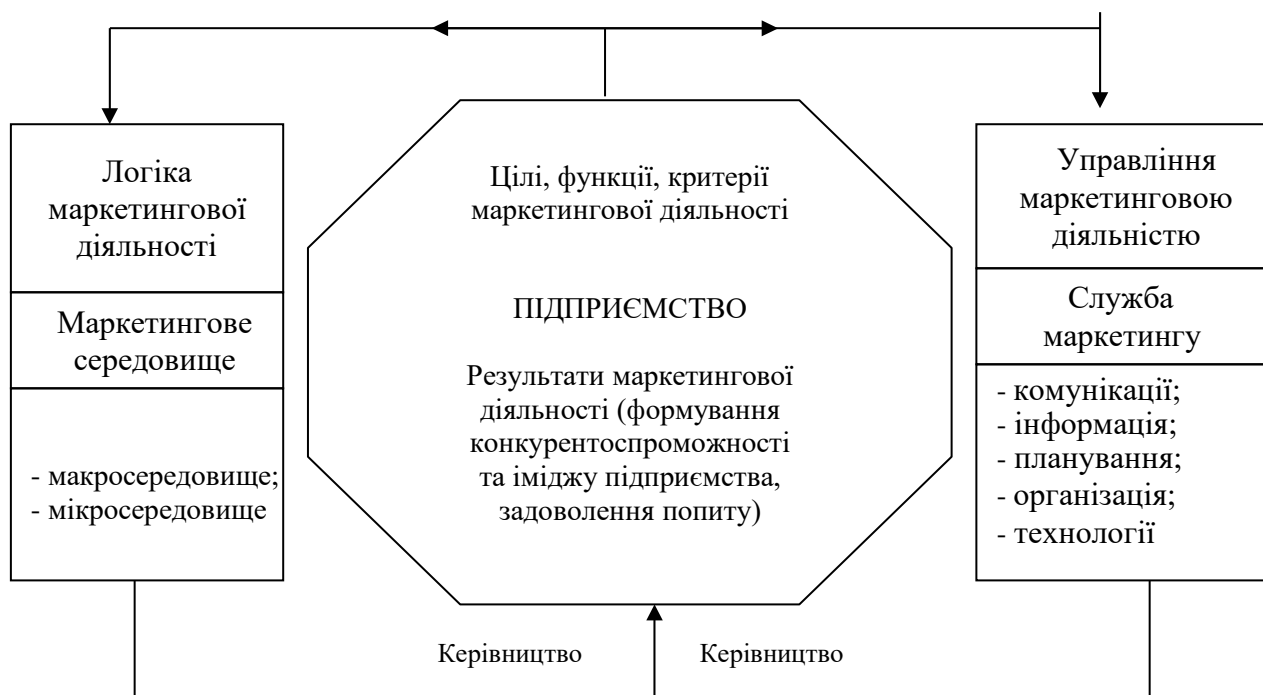 Логіка
маркетингової
діяльності
Маркетингове
середовище
- макросередовище;
- мікросередовище
Цілі, функції, критерії
маркетингової діяльності
ПІДПРИЄМСТВО
Результати маркетингової
діяльності (формування
конкурентоспроможності
та іміджу підприємства,
задоволення попиту)
Управління
маркетинговою
діяльністю
Служба
маркетингу
- комунікації;
- інформація;
- планування;
- організація;
- технології
Керівництво
Керівництво